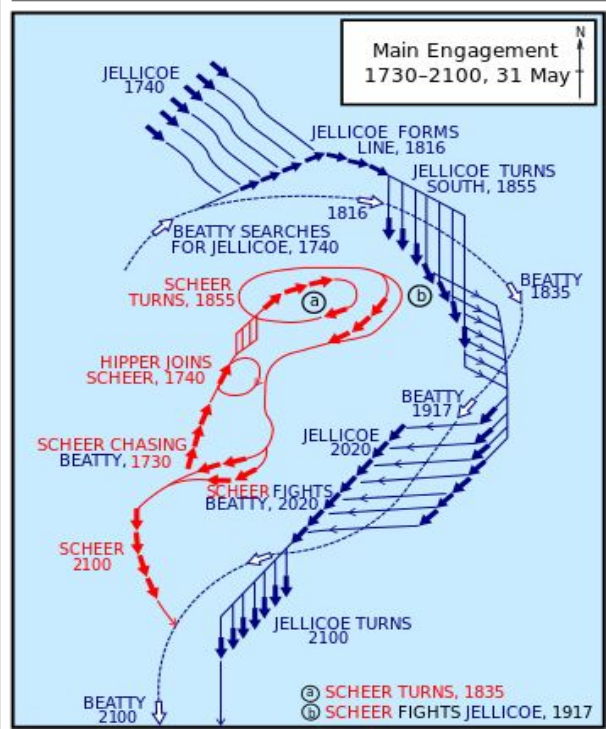 Main Engagement
1730–2100, 31 May
N
JELLICOE
1740
JELLICOE FORMS
LINE, 1816
JELLICOE TURNS
SOUTH, 1855
1816
BEATTY SEARCHES
FOR JELLICOE, 1740
BEATTY
1835
SCHEER
TURNS, 1855
a
b
HIPPER JOINS
SCHEER, 1740
BEATTY
1917
JELLICOE
2020
SCHEER CHASING
BEATTY, 1730
SCHEER FIGHTS
BEATTY, 2020
SCHEER
2100
JELLICOE TURNS
2100
BEATTY
2100
a SCHEER TURNS, 1835
b SCHEER FIGHTS JELLICOE, 1917